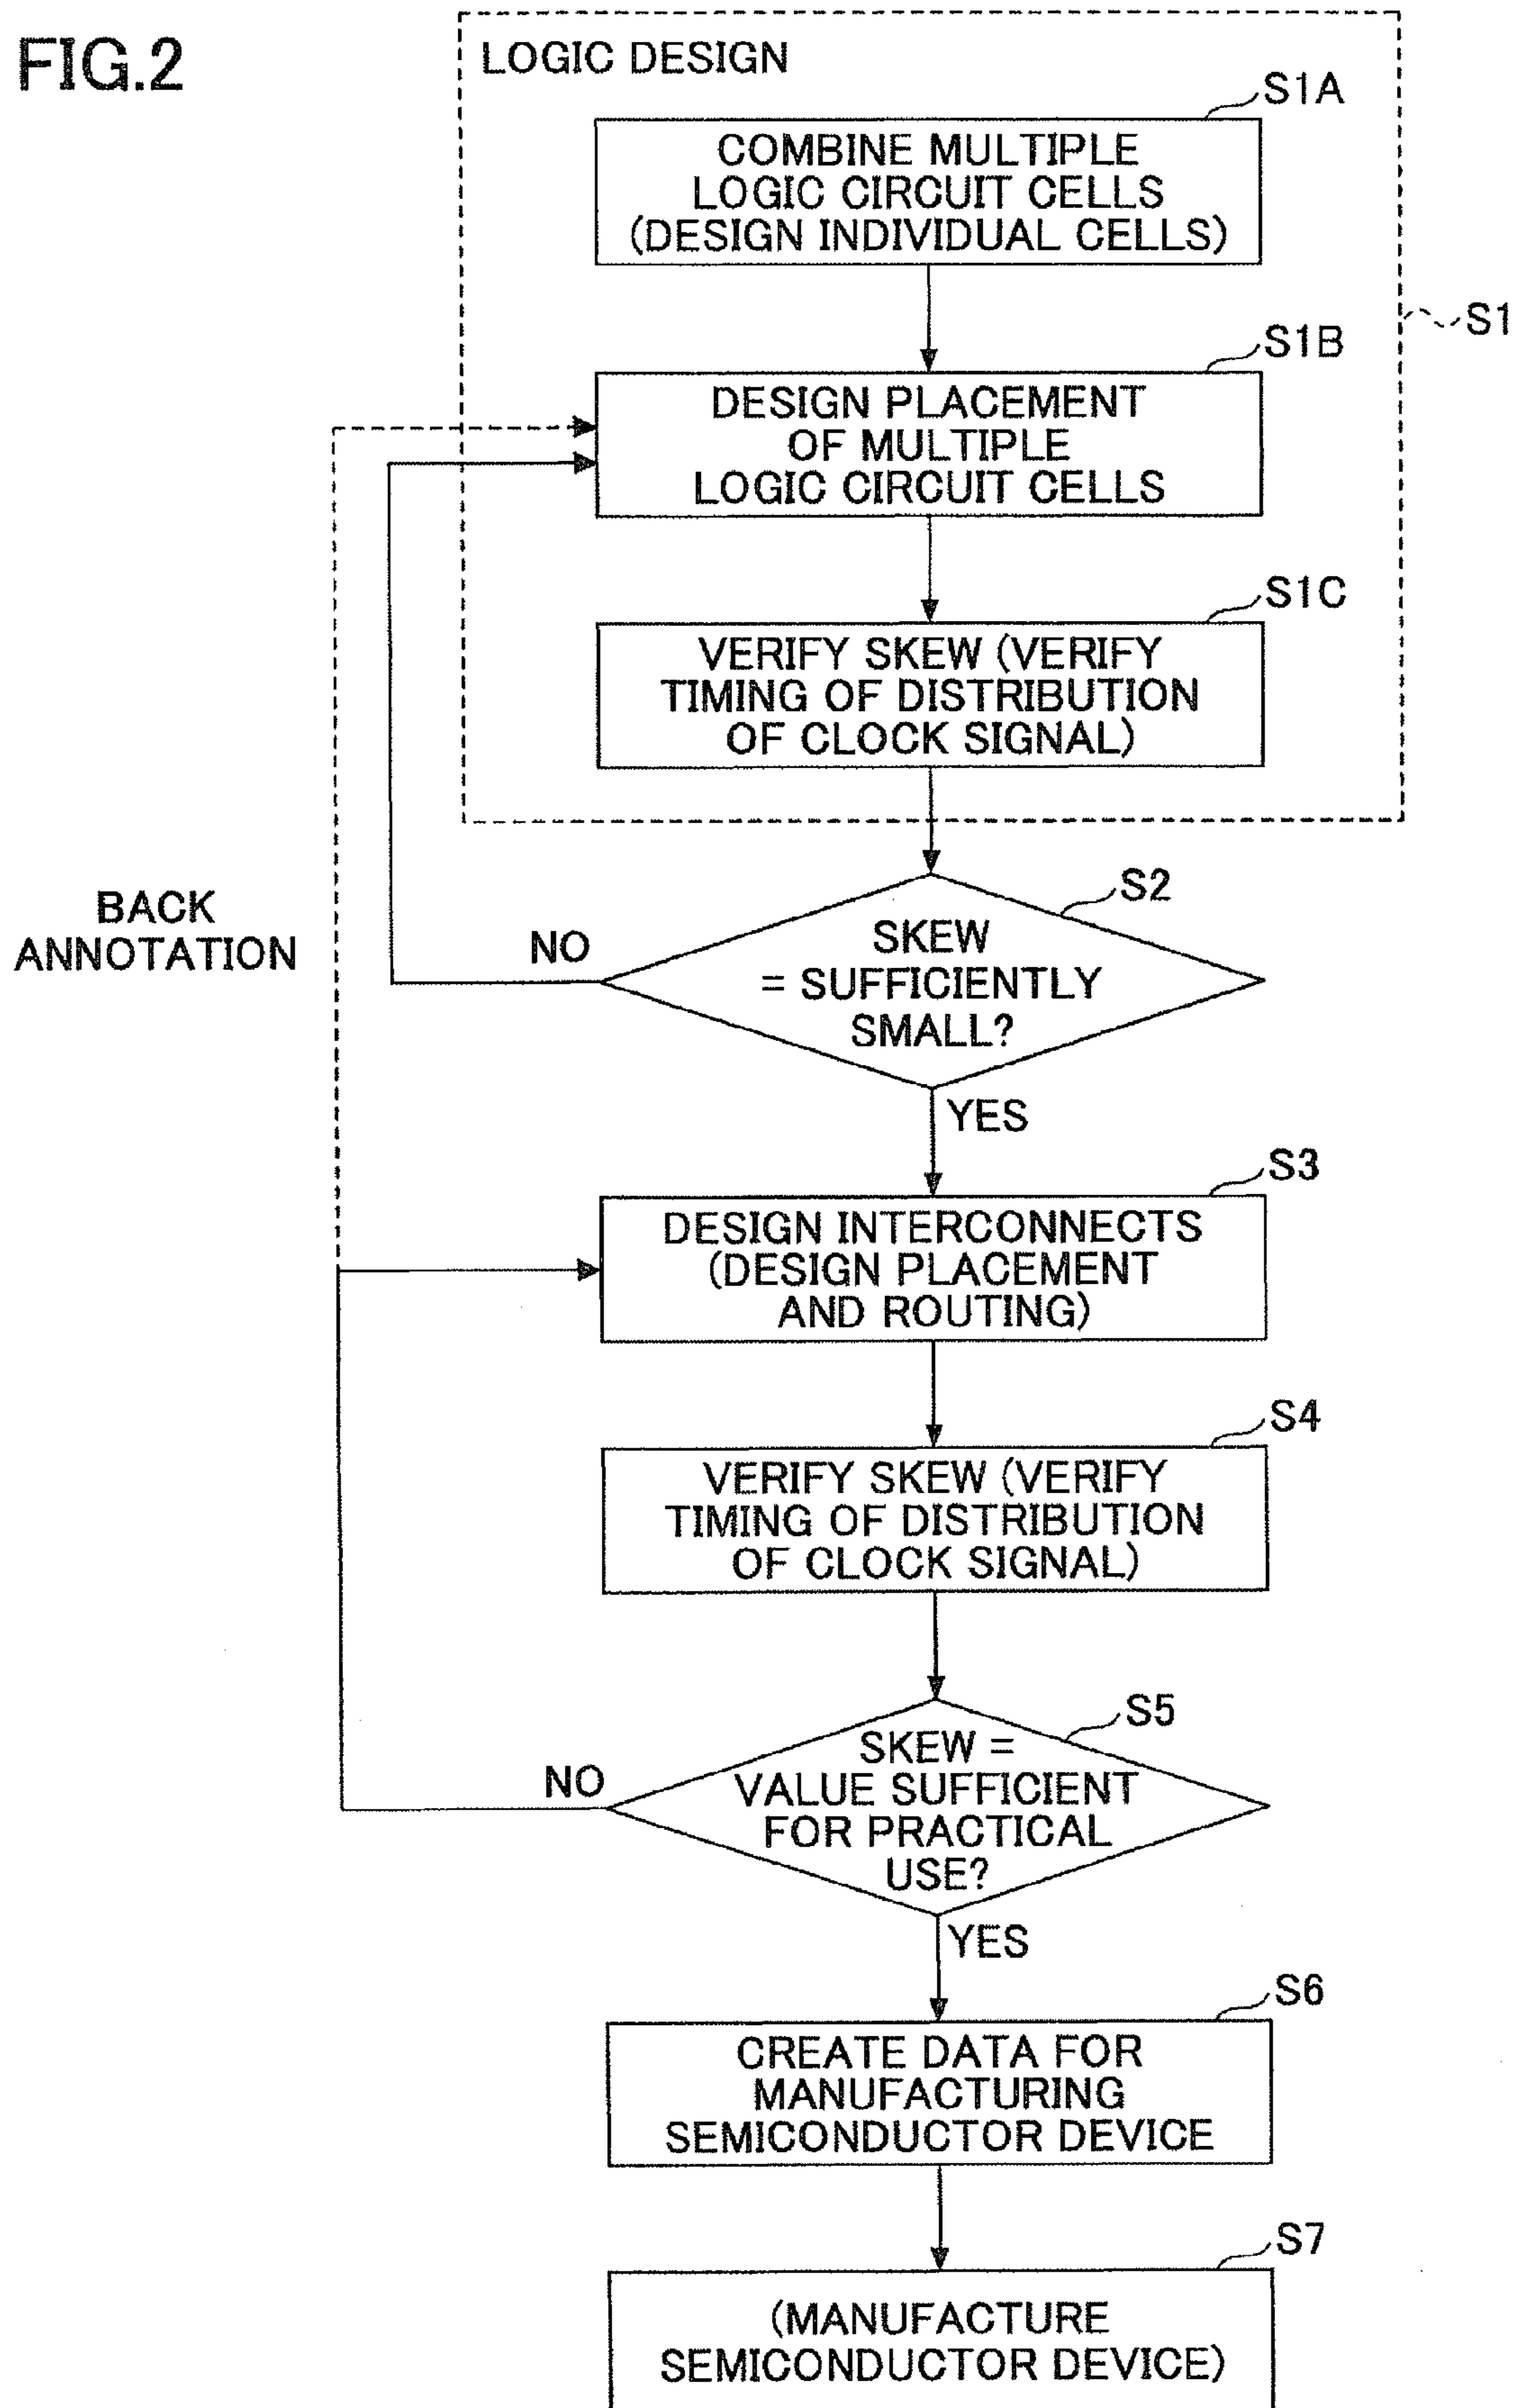 FIG.2
LOGIC DESIGN
S1A
COMBINE MULTIPLE
LOGIC CIRCUIT CELLS
(DESIGN INDIVIDUAL CELLS)
S1
S1B
DESIGN PLACEMENT
OF MULTIPLE
LOGIC CIRCUIT CELLS
S1C
VERIFY SKEW (VERIFY
TIMING OF DISTRIBUTION
OF CLOCK SIGNAL)
BACK
ANNOTATION
S2
NO
SKEW
= SUFFICIENTLY
SMALL?
YES
S3
DESIGN INTERCONNECTS
(DESIGN PLACEMENT
AND ROUTING)
S4
VERIFY SKEW (VERIFY
TIMING OF DISTRIBUTION
OF CLOCK SIGNAL)
S5
NO
SKEW =
VALUE SUFFICIENT
FOR PRACTICAL
USE?
YES
S6
CREATE DATA FOR
MANUFACTURING
SEMICONDUCTOR DEVICE
S7
(MANUFACTURE
SEMICONDUCTOR DEVICE)